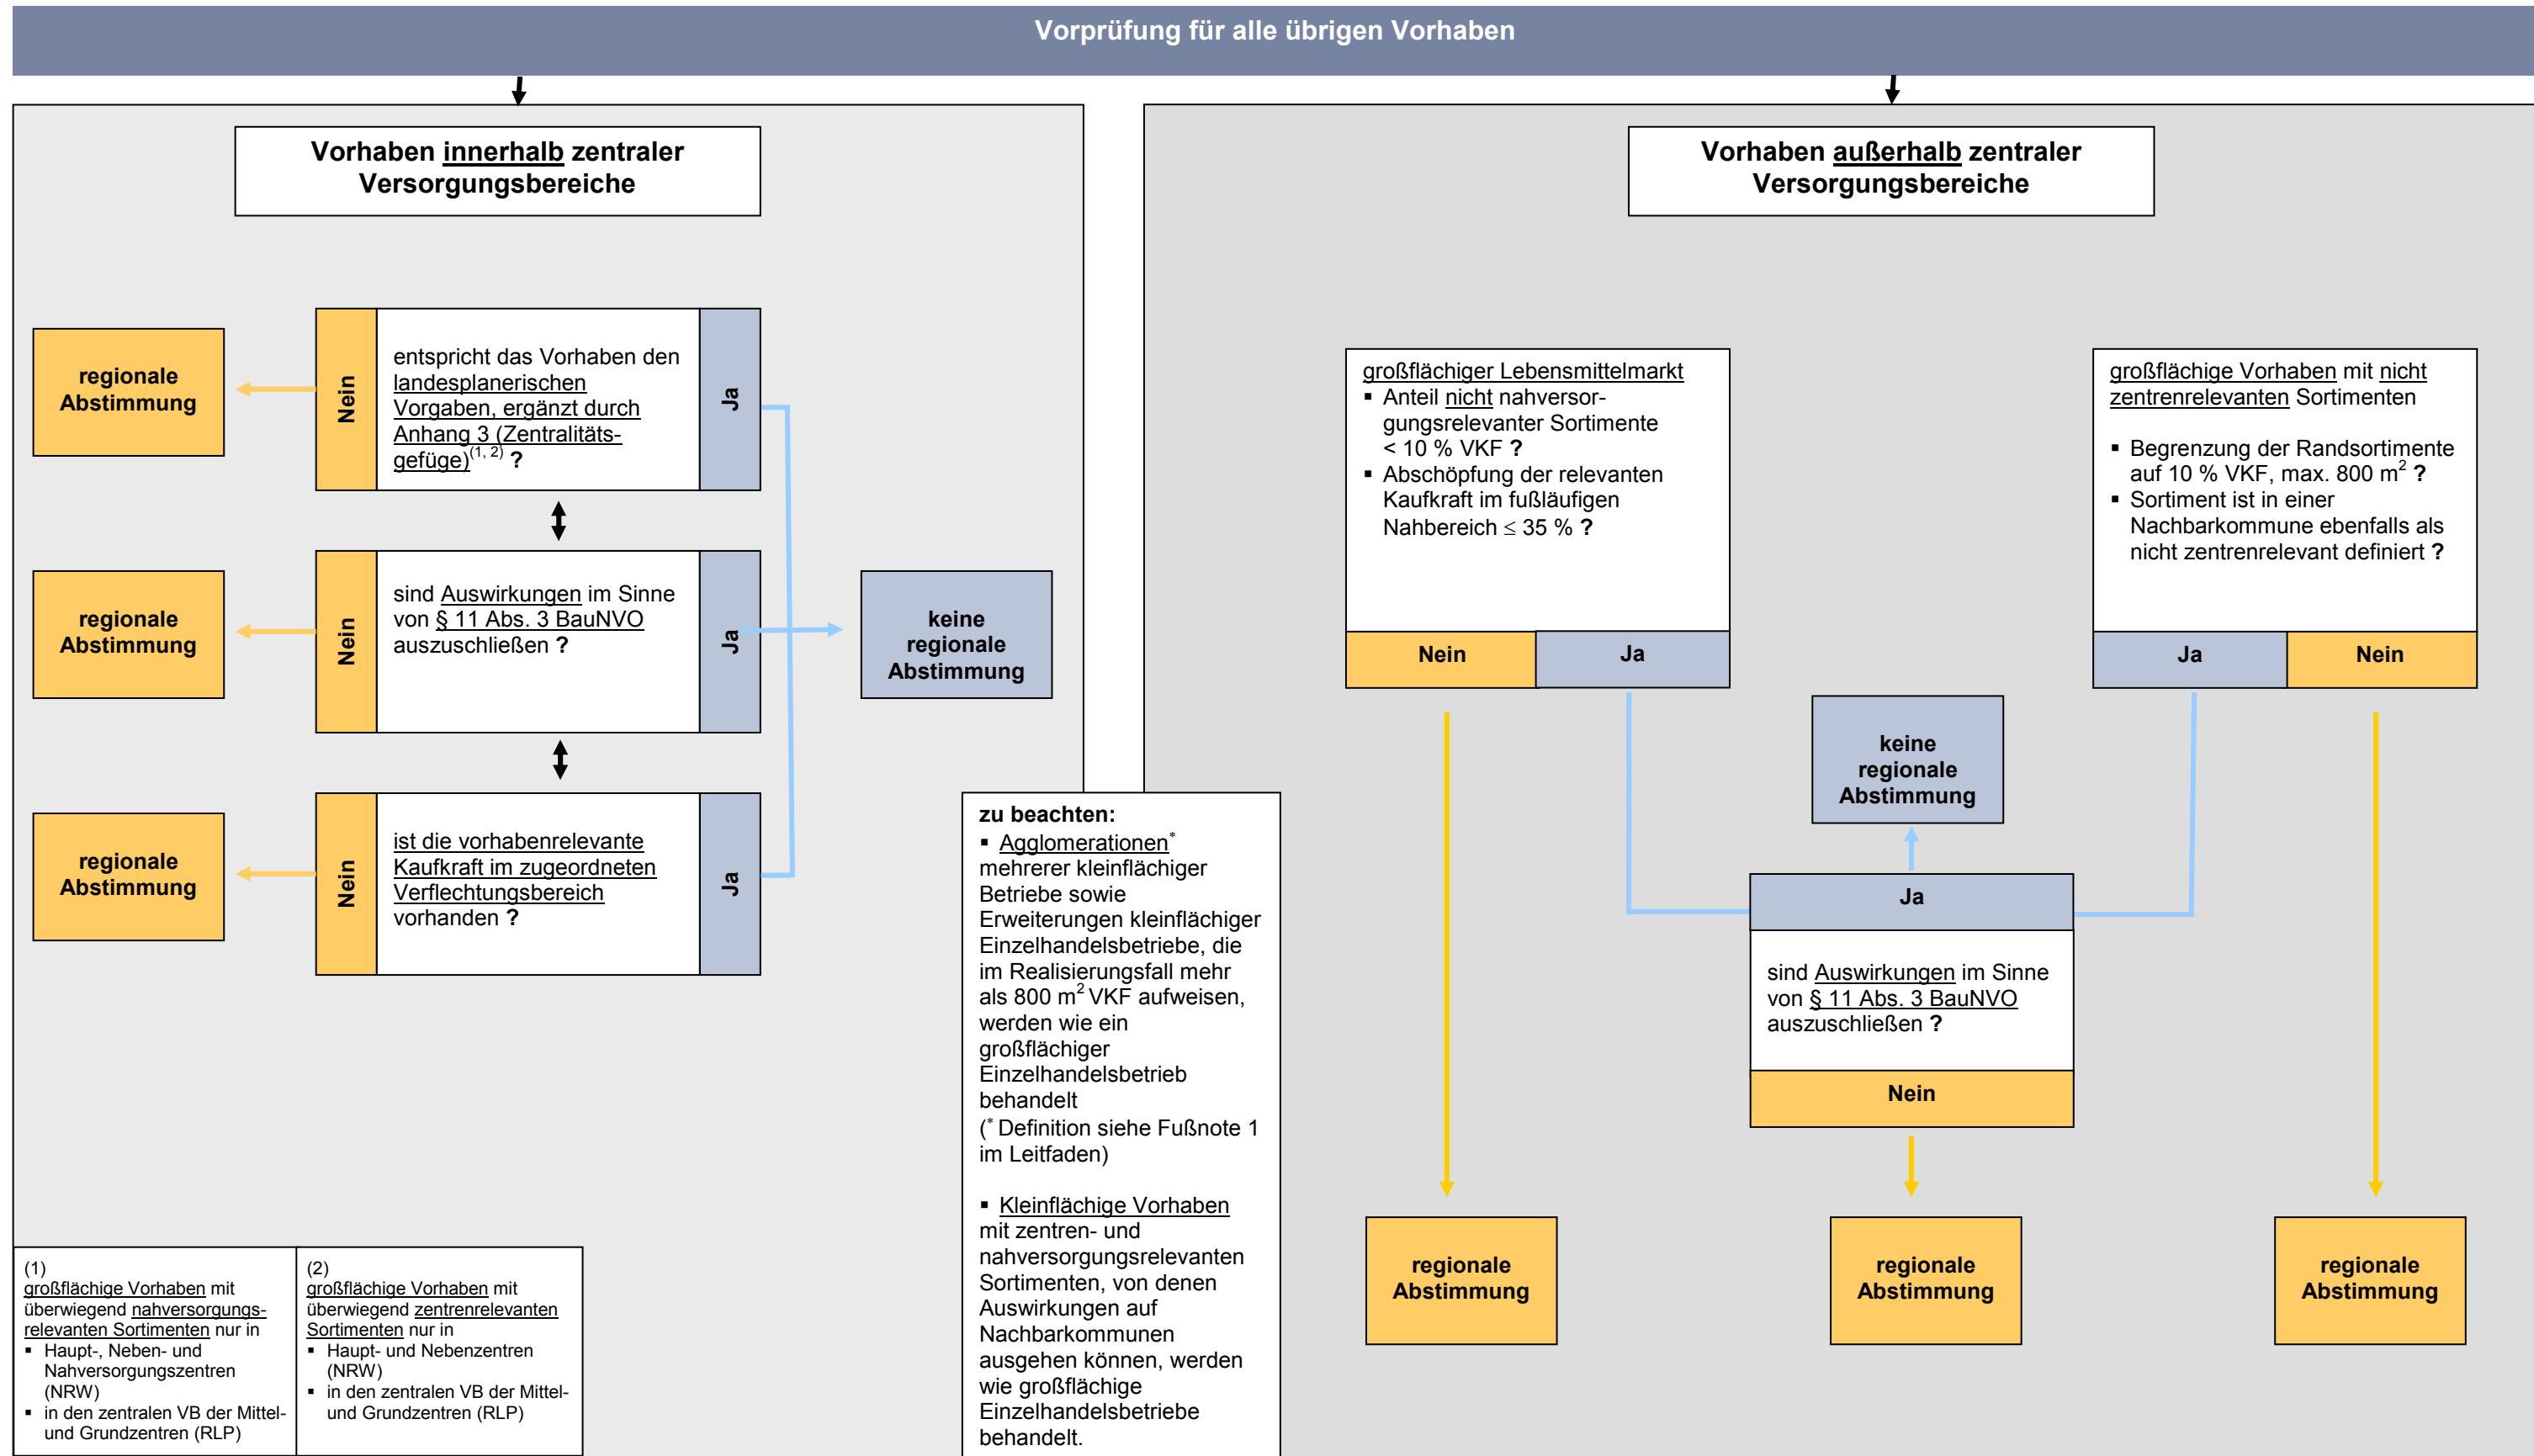 Vorprüfung für alle übrigen Vorhaben
Vorhaben innerhalb zentraler
Versorgungsbereiche
regionale
Abstimmung
Nein
entspricht das Vorhaben den
landesplanerischen
Vorgaben, ergänzt durch
Anhang 3 (Zentralitäts-
gefüge)(1, 2) ?
Ja
regionale
Abstimmung
Nein
sind Auswirkungen im Sinne
von § 11 Abs. 3 BauNVO
auszuschließen ?
Ja
keine
regionale
Abstimmung
regionale
Abstimmung
Nein
ist die vorhabenrelevante
Kaufkraft im zugeordneten
Verflechtungsbereich
vorhanden ?
Ja
(1)
großflächige Vorhaben mit
überwiegend nahversorgungs-
relevanten Sortimenten nur in
▪ Haupt-, Neben- und
Nahversorgungszentren
(NRW)
▪ in den zentralen VB der Mittel-
und Grundzentren (RLP)
(2)
großflächige Vorhaben mit
überwiegend zentrenrelevanten
Sortimenten nur in
▪ Haupt- und Nebenzentren
(NRW)
▪ in den zentralen VB der Mittel-
und Grundzentren (RLP)
zu beachten:
▪ Agglomerationen*
mehrerer kleinflächiger
Betriebe sowie
Erweiterungen kleinflächiger
Einzelhandelsbetriebe, die
im Realisierungsfall mehr
als 800 m² VKF aufweisen,
werden wie ein
großflächiger
Einzelhandelsbetrieb
behandelt
(* Definition siehe Fußnote 1
im Leitfaden)
▪ Kleinflächige Vorhaben
mit zentren- und
nahversorgungsrelevanten
Sortimenten, von denen
Auswirkungen auf
Nachbarkommunen
ausgehen können, werden
wie großflächige
Einzelhandelsbetriebe
behandelt.
Vorhaben außerhalb zentraler
Versorgungsbereiche
großflächiger Lebensmittelmarkt
▪ Anteil nicht nahversor-
gungsrelevanter Sortimente
< 10 % VKF ?
▪ Abschöpfung der relevanten
Kaufkraft im fußläufigen
Nahbereich ≤ 35 % ?
Nein
Ja
großflächige Vorhaben mit nicht
zentrenrelevanten Sortimenten
▪ Begrenzung der Randsortimente
auf 10 % VKF, max. 800 m² ?
▪ Sortiment ist in einer
Nachbarkommune ebenfalls als
nicht zentrenrelevant definiert ?
Ja
Nein
keine
regionale
Abstimmung
Ja
sind Auswirkungen im Sinne
von § 11 Abs. 3 BauNVO
auszuschließen ?
Nein
regionale
Abstimmung
regionale
Abstimmung
regionale
Abstimmung